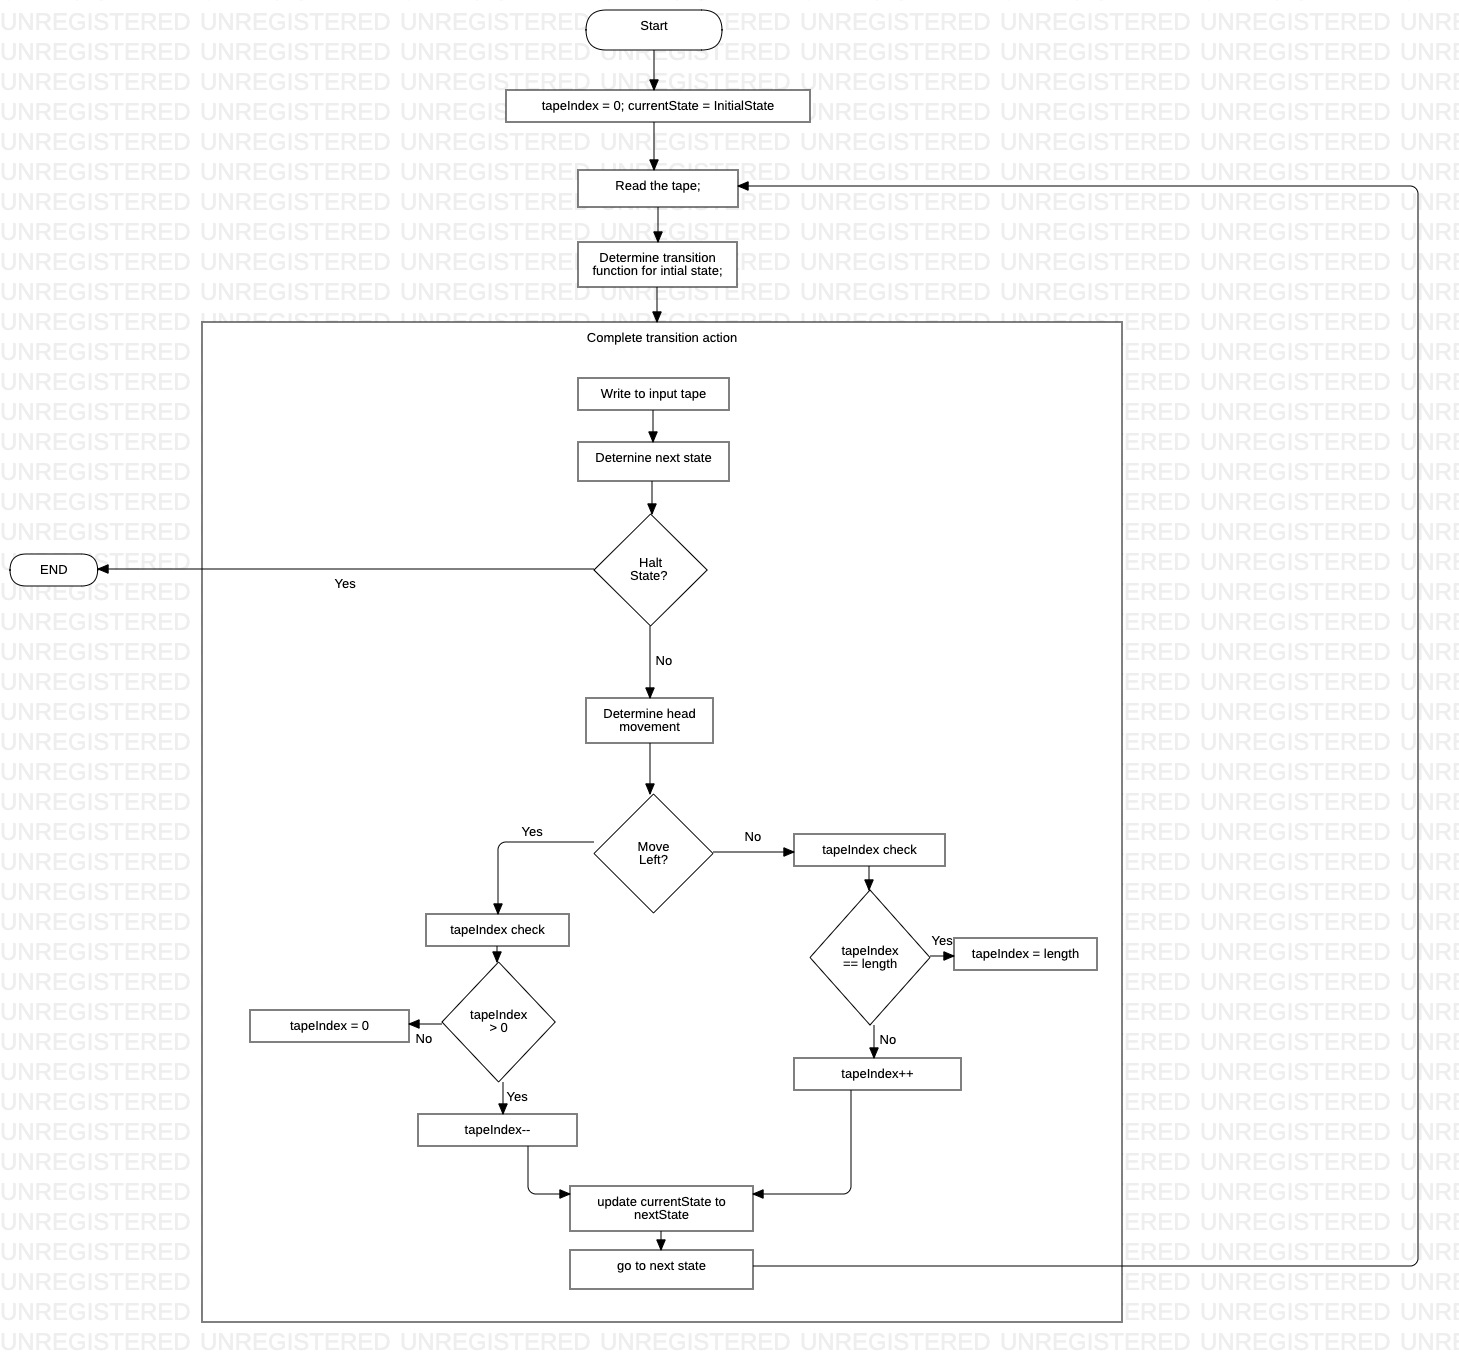 Start
tapeIndex = 0; currentState = InitialState
Read the tape;
Determine transition
function for intial state;
Complete transition action
Write to input tape
Deternine next state
Halt
State?
END
Yes
No
Determine head
movement
Move
Left?
Yes
No
tapeIndex check
tapeIndex
== length
Yes
tapeIndex = length
No
tapeIndex++
tapeIndex check
tapeIndex
> 0
No
tapeIndex = 0
Yes
tapeIndex--
update currentState to
nextState
go to next state
UNREGISTERED